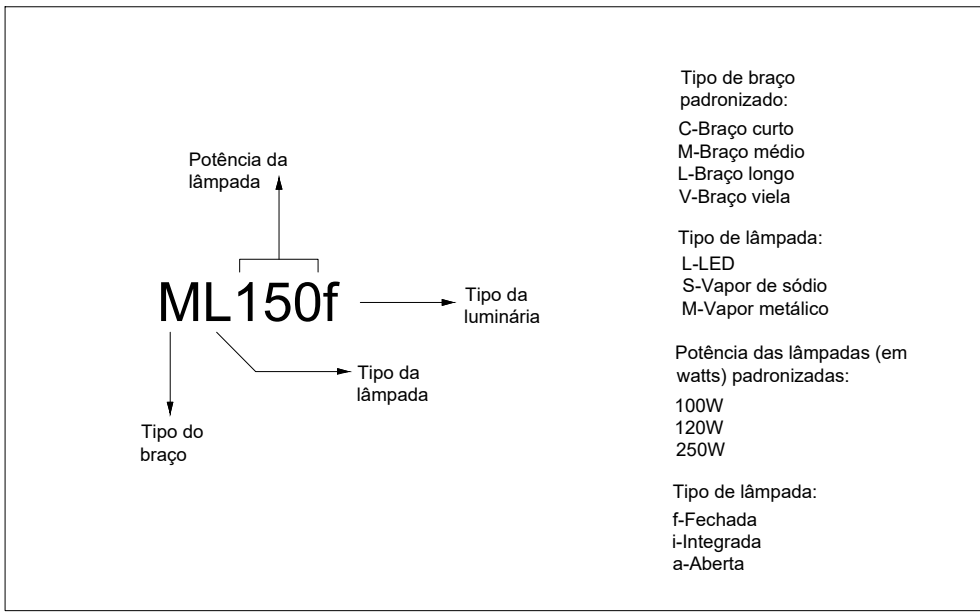 Potência da
lâmpada
ML150f
Tipo da
luminária
Tipo da
lâmpada
Tipo do
braço
Tipo de braço
padronizado:
C-Braço curto
M-Braço médio
L-Braço longo
V-Braço viela
Tipo de lâmpada:
L-LED
S-Vapor de sódio
M-Vapor metálico
Potência das lâmpadas (em
watts) padronizadas:
100W
120W
250W
Tipo de lâmpada:
f-Fechada
i-Integrada
a-Aberta